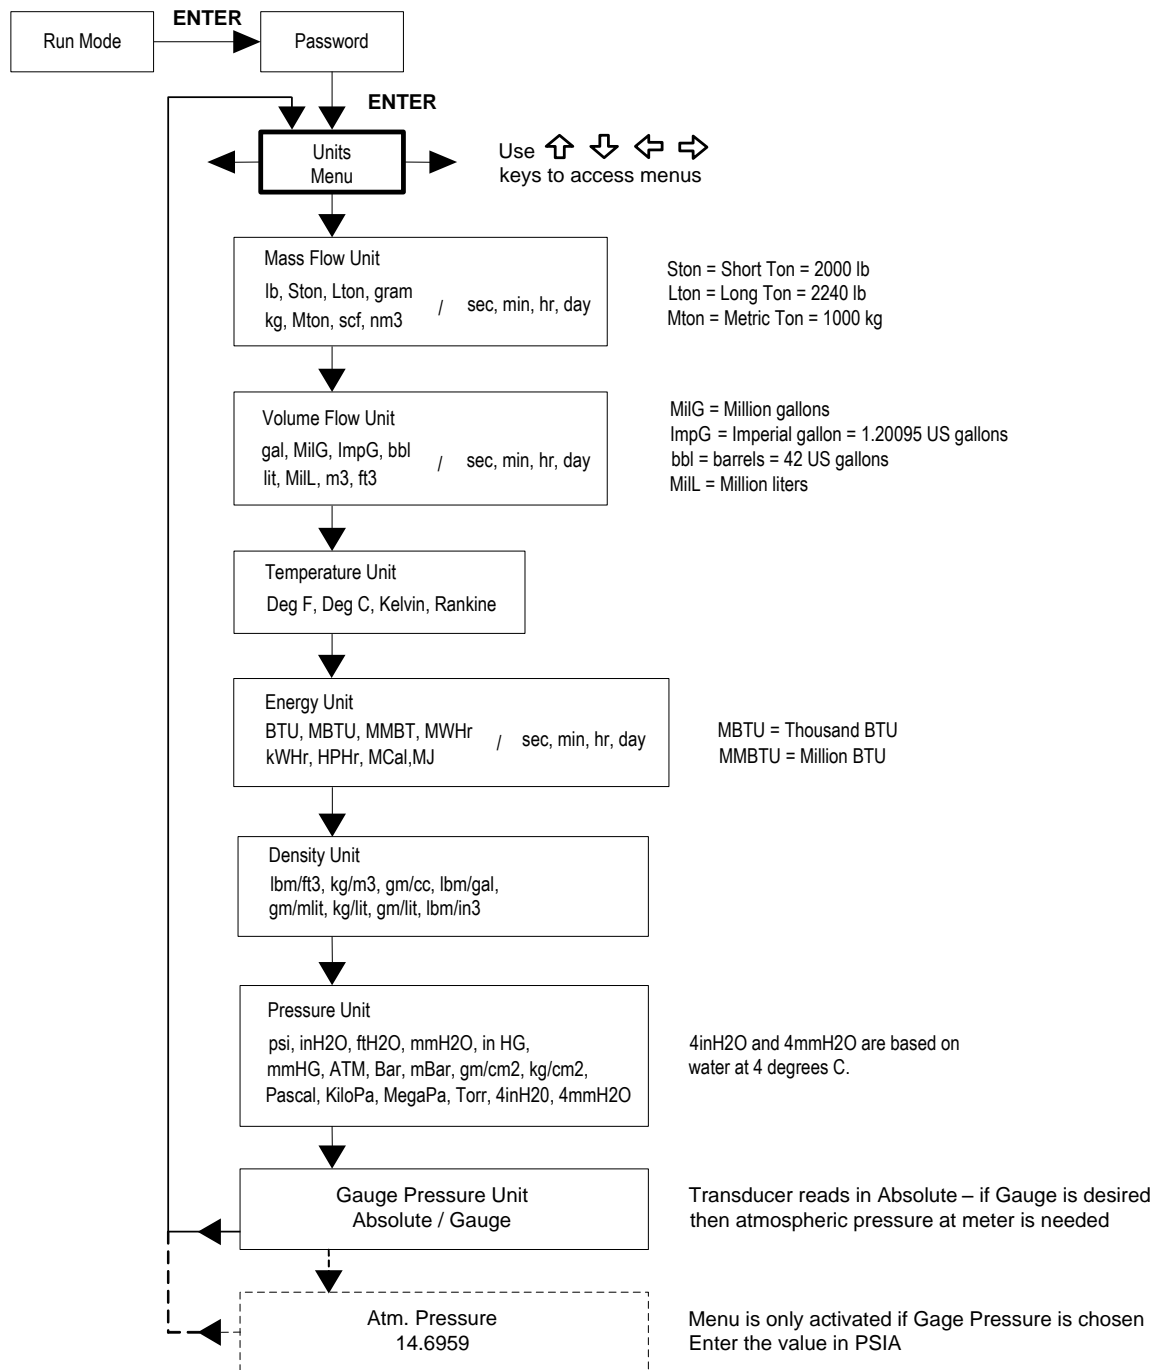 ENTER
Run Mode
Password
ENTER
Units
Menu
Use
keys to access menus
Mass Flow Unit
lb, Ston, Lton, gram
kg, Mton, scf, nm3
/
sec, min, hr, day
Ston = Short Ton = 2000 lb
Lton = Long Ton = 2240 lb
Mton = Metric Ton = 1000 kg
Volume Flow Unit
gal, MilG, ImpG, bbl
lit, MilL, m3, ft3
/
sec, min, hr, day
MilG = Million gallons
ImpG = Imperial gallon = 1.20095 US gallons
bbl = barrels = 42 US gallons
MilL = Million liters
Temperature Unit
Deg F, Deg C, Kelvin, Rankine
Energy Unit
BTU, MBTU, MMBT, MWHr
kWHr, HPHr, MCal,MJ
/
sec, min, hr, day
MBTU = Thousand BTU
MMBTU = Million BTU
Density Unit
lbm/ft3, kg/m3, gm/cc, lbm/gal,
gm/mlit, kg/lit, gm/lit, lbm/in3
Pressure Unit
psi, inH2O, ftH2O, mmH2O, in HG,
mmHG, ATM, Bar, mBar, gm/cm2, kg/cm2,
Pascal, KiloPa, MegaPa, Torr, 4inH20, 4mmH2O
4inH2O and 4mmH2O are based on
water at 4 degrees C.
Gauge Pressure Unit
Absolute / Gauge
Transducer reads in Absolute – if Gauge is desired
then atmospheric pressure at meter is needed
Atm. Pressure
14.6959
Menu is only activated if Gage Pressure is chosen
Enter the value in PSIA